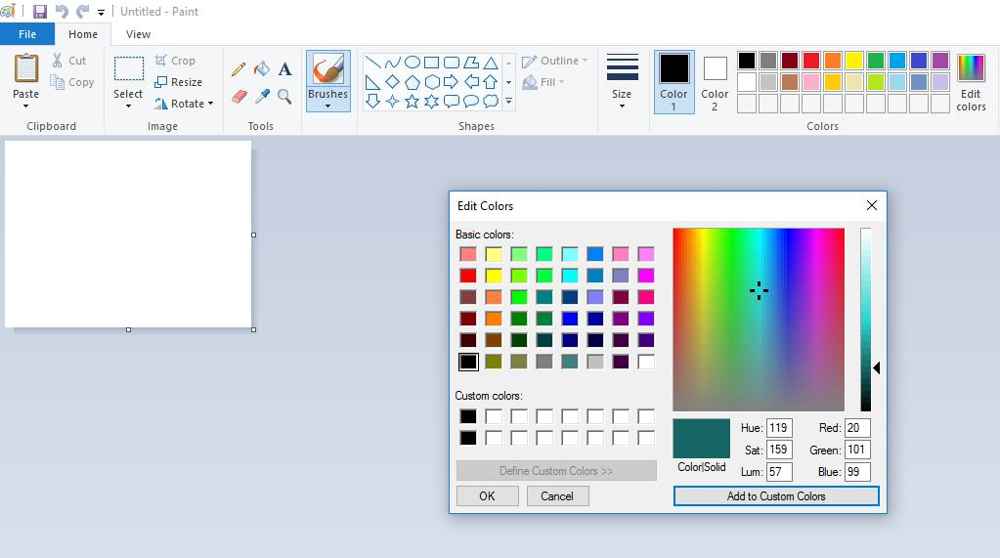 Untitled - Paint
File Home View
Paste Cut Copy
Clipboard
Select Crop Resize Rotate
Image
A
Tools
Brushes
Outline Fill
Shapes
Size
Color 1
Color 2
Edit colors
Colors
Edit Colors
Basic colors:
Custom colors:
Define Custom Colors >>
OK Cancel
Color|Solid
Hue: 119 Red: 20
Sat: 159 Green: 101
Lum: 57 Blue: 99
Add to Custom Colors